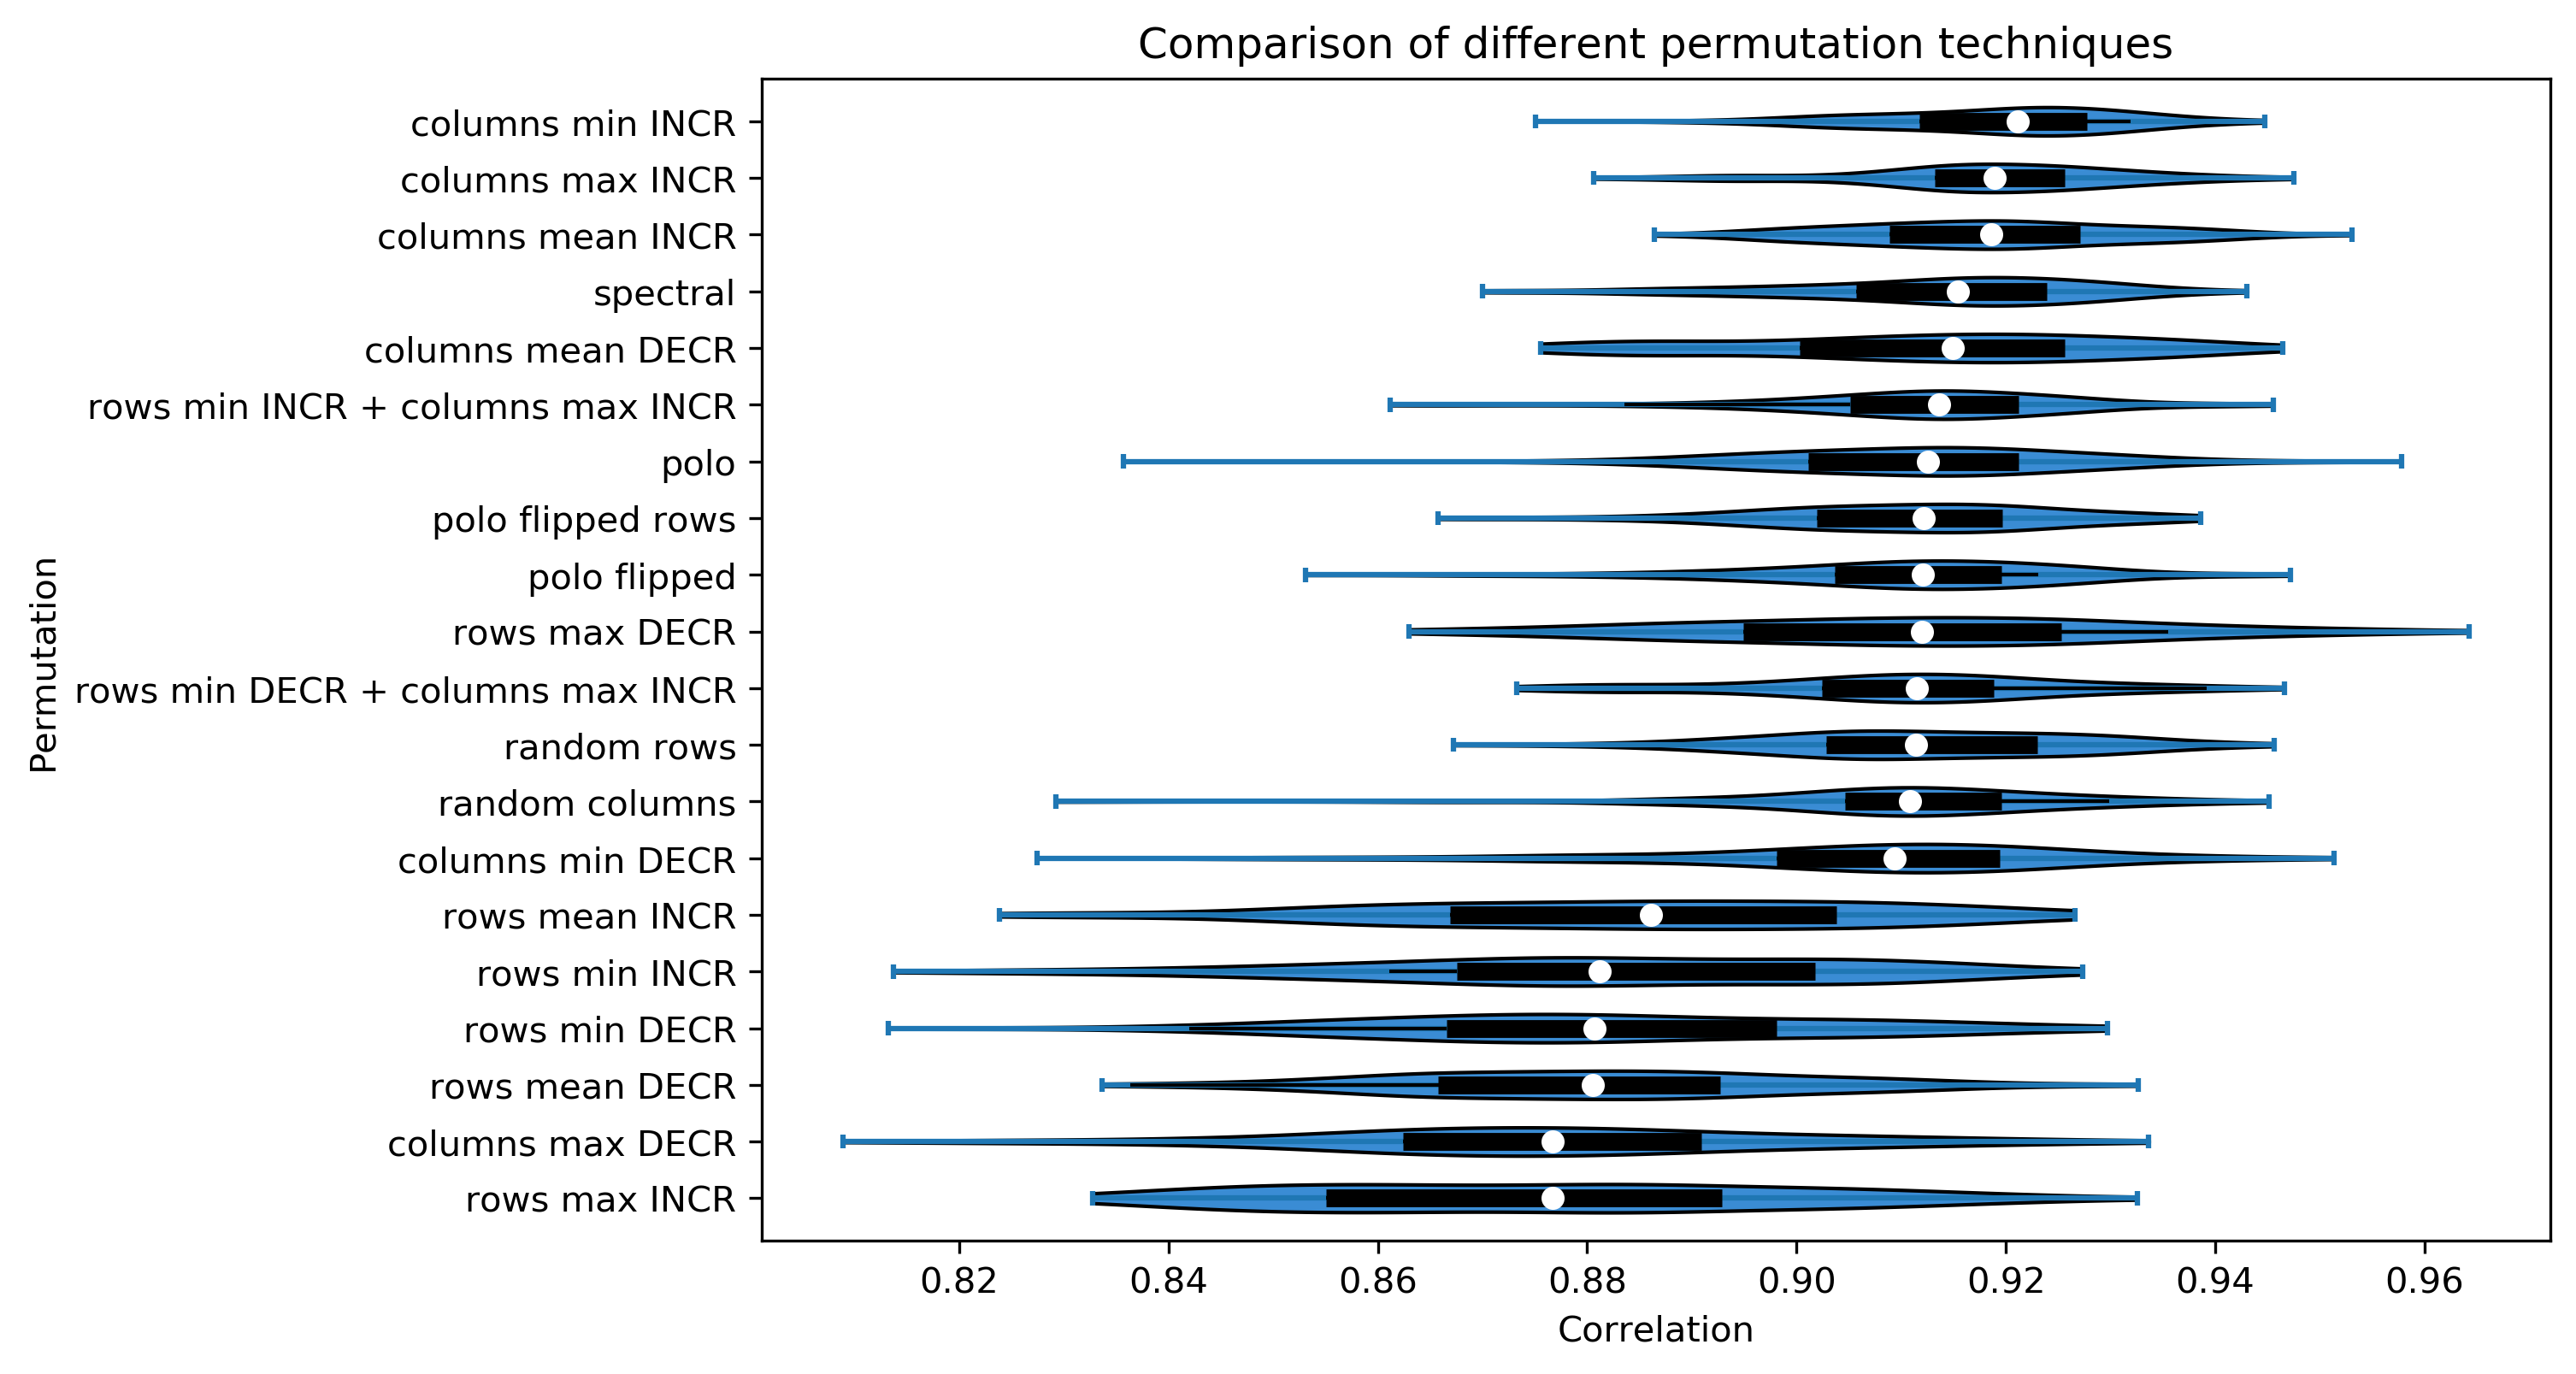 Comparison of different permutation techniques
columns min INCR
columns max INCR
columns mean INCR
spectral
columns mean DECR
rows min INCR + columns max INCR
polo
polo flipped rows
polo flipped
rows max DECR
rows min DECR + columns max INCR
random rows
random columns
columns min DECR
rows mean INCR
rows min INCR
rows min DECR
rows mean DECR
columns max DECR
rows max INCR
Permutation
0.82 0.84 0.86 0.88 0.90 0.92 0.94 0.96
Correlation